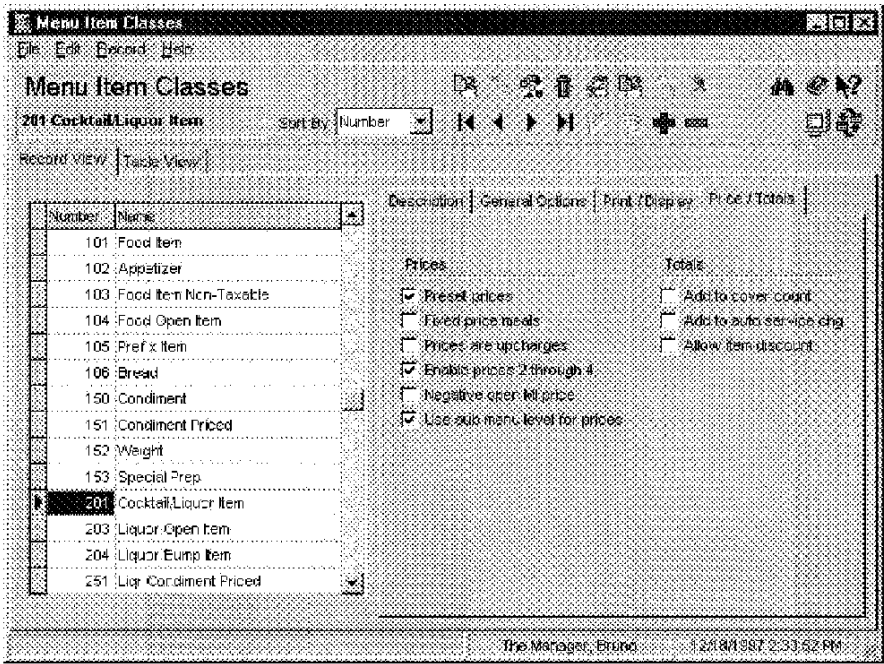 Menu Item Classes
File Edit Record Help
Menu Item Classes
201 Cocktail/Liquor Item
Sort By Number
Record View Table View
Number Name
101 Food Item
102 Appetizer
103 Food Item Non-Taxable
104 Food Open Item
105 Prefix Item
106 Bread
150 Condiment
151 Condiment Priced
152 Weight
153 Special Prep
201 Cocktail/Liquor Item
203 Liquor Open Item
204 Liquor Bump Item
251 Liqr Condiment Priced
Description General Options Print / Display Price / Totals
Prices
Preset prices
Fixed price meals
Prices are upcharges
Enable prices 2 through 4
Negative open MI price
Use sub menu level for prices
Totals
Add to cover count
Add to auto service chg
Allow item discount
The Manager, Bruno 12/18/1997 2:33:52 PM